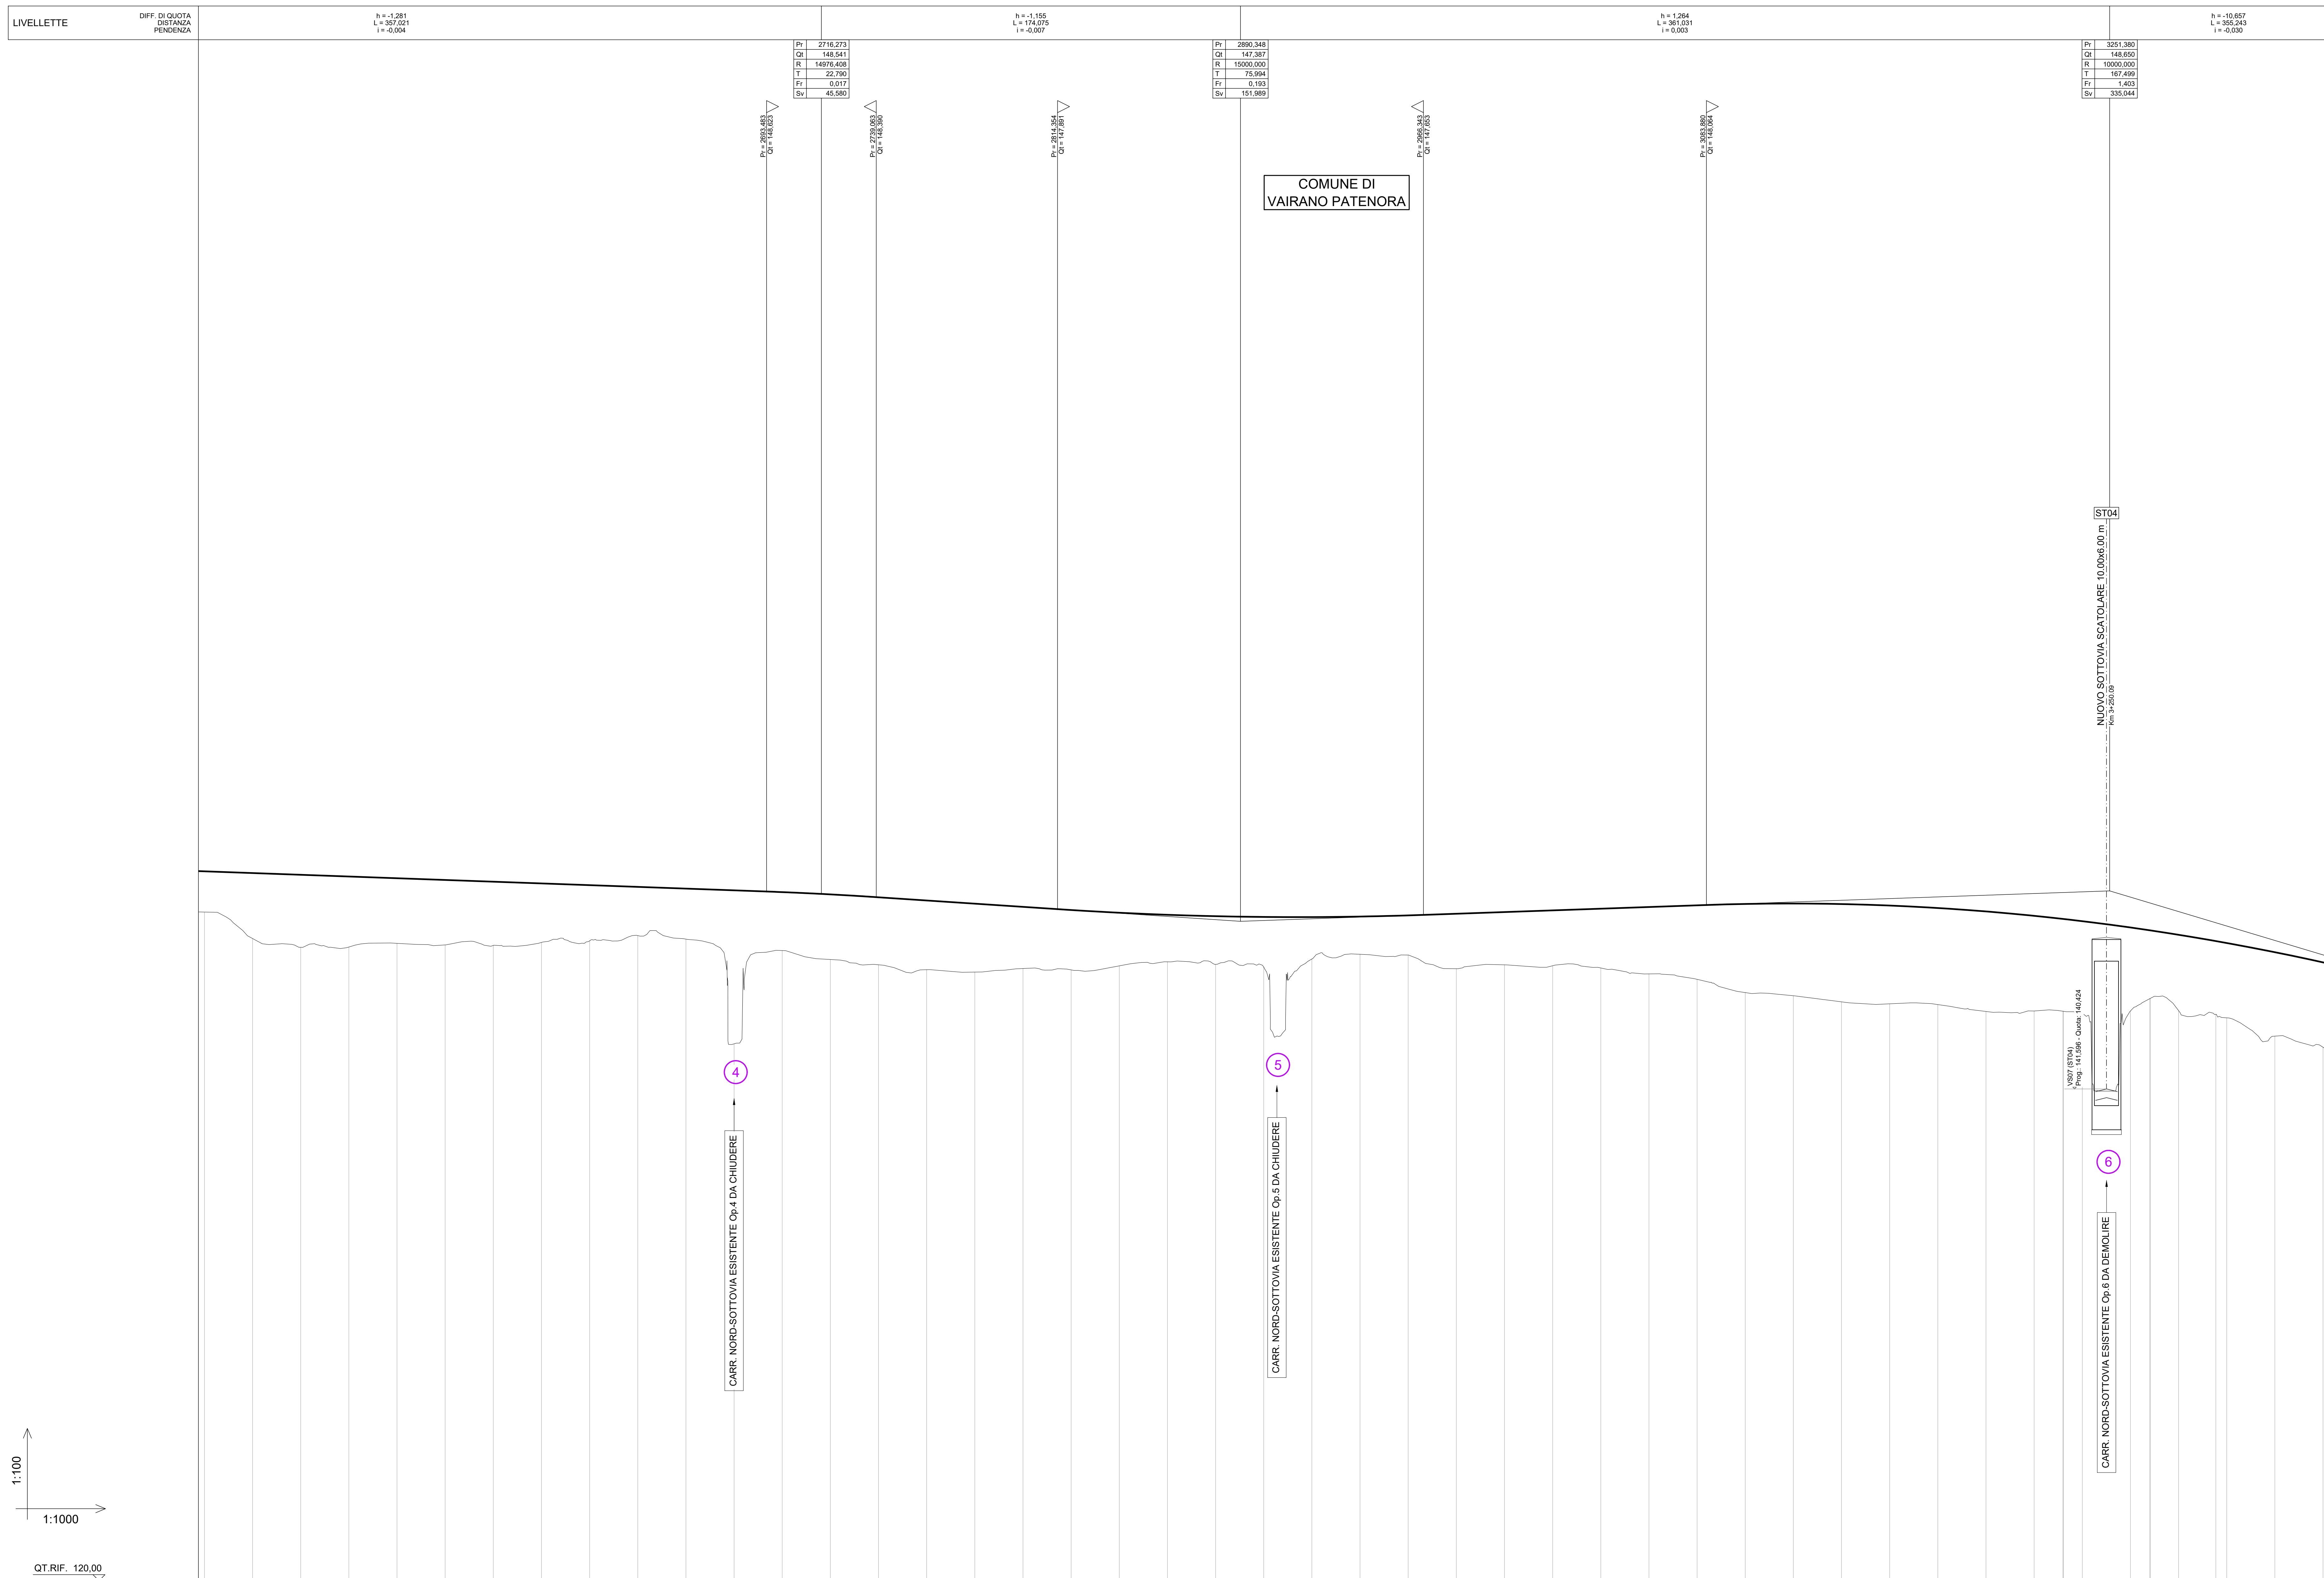 LIVELLETTE
DIFF. DI QUOTA
DISTANZA
PENDENZA
h = -1,281
L = 357,021
i = -0,004
h = -1,155
L = 174,075
i = -0,007
h = 1,264
L = 361,031
i = 0,003
h = -10,657
L = 355,243
i = -0,030
Pr 2716,273
Qt 148,541
R 14976,408
T 22,790
Fr 0,017
Sv 45,580
Pr 2890,348
Qt 147,387
R 15000,000
T 75,994
Fr 0,193
Sv 151,989
Pr 3251,380
Qt 148,650
R 10000,000
T 167,499
Fr 1,403
Sv 335,044
Pr = 2693,483
Qt = 148,623
Pr = 2739,063
Qt = 148,390
Pr = 2814,354
Qt = 147,891
Pr = 2966,343
Qt = 147,653
Pr = 3083,880
Qt = 148,064
COMUNE DI
VAIRANO PATENORA
ST04
NUOVO SOTTOVIA SCATOLARE 10.00x6.00 m
Km 3+250.09
VS07 (ST04)
Prog.: 141,596 - Quota: 140,424
4
5
6
CARR. NORD-SOTTOVIA ESISTENTE Op.4 DA CHIUDERE
CARR. NORD-SOTTOVIA ESISTENTE Op.5 DA CHIUDERE
CARR. NORD-SOTTOVIA ESISTENTE Op.6 DA DEMOLIRE
1:100
1:1000
QT.RIF. 120,00